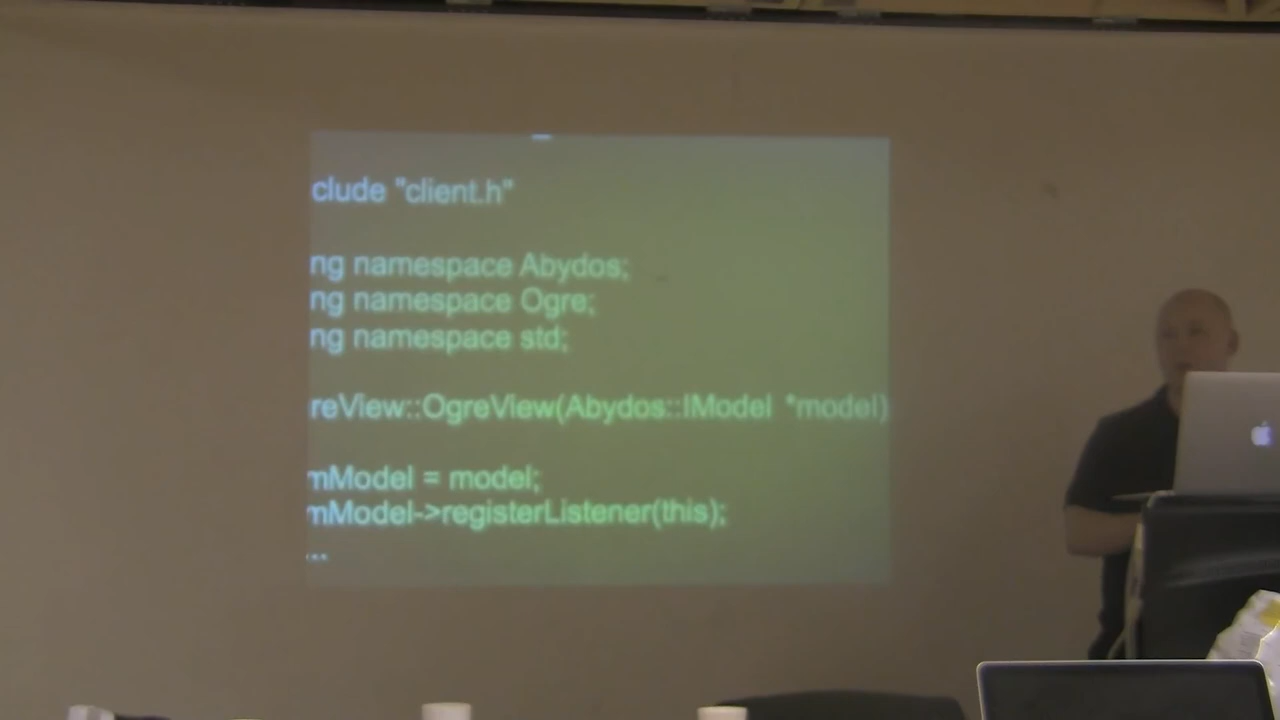 clude "client.h"
ng namespace Abydos;
ng namespace Ogre;
ng namespace std;
reView::OgreView(Abydos::IModel *model)
mModel = model;
mModel->registerListener(this);
...